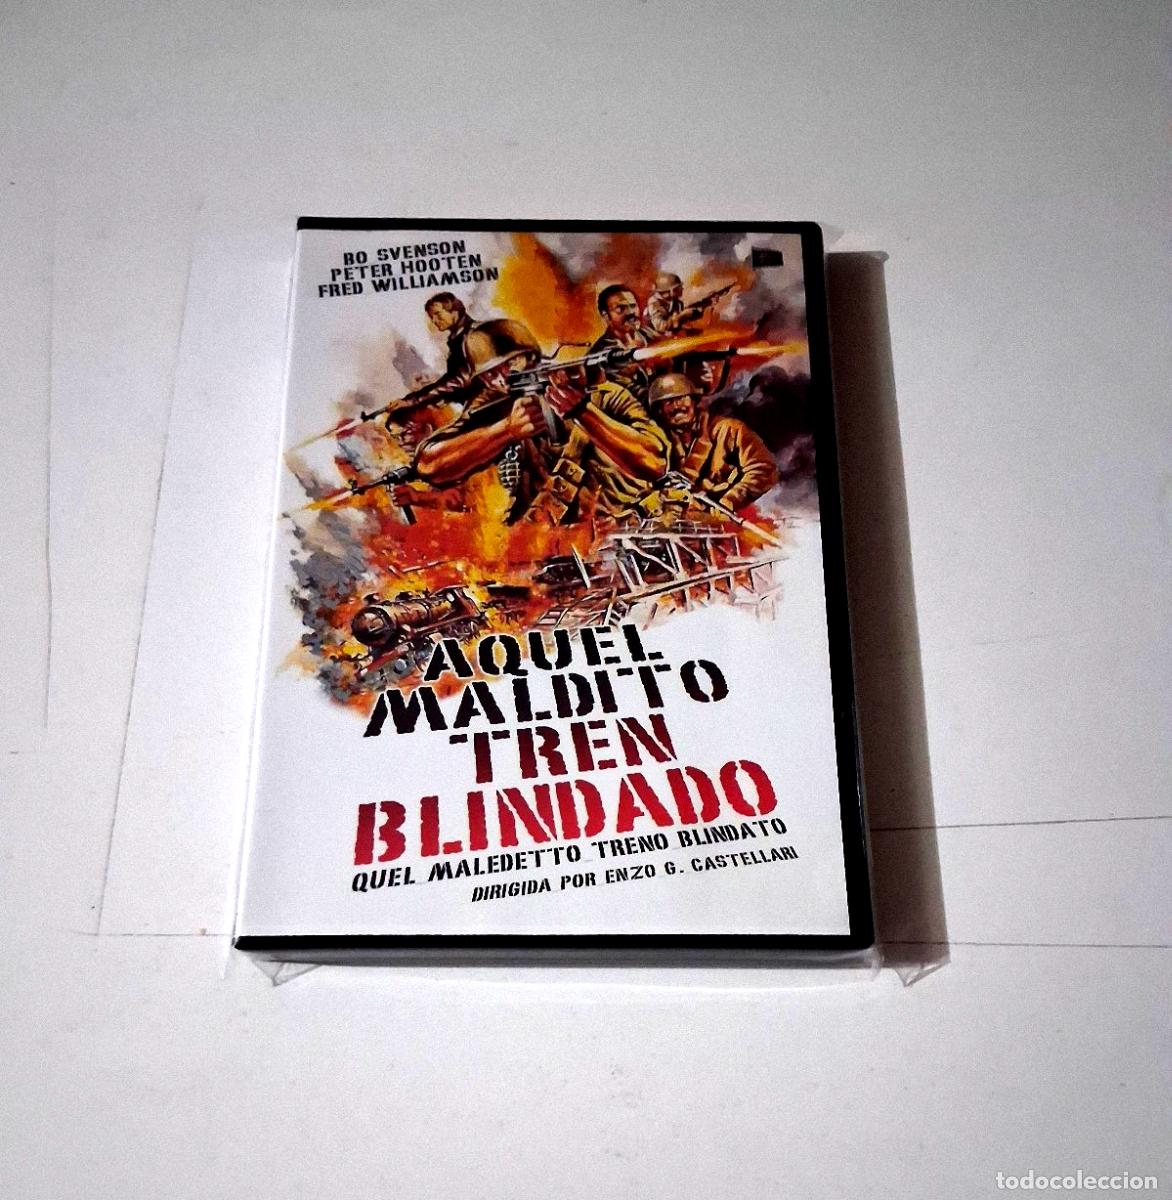 BO SVENSON
PETER HOOTEN
FRED WILLIAMSON
AQUEL
MALDITO
TREN
BLINDADO
QUEL MALEDETTO TRENO BLINDATO
DIRIGIDA POR ENZO G. CASTELLARI
todocoleccion